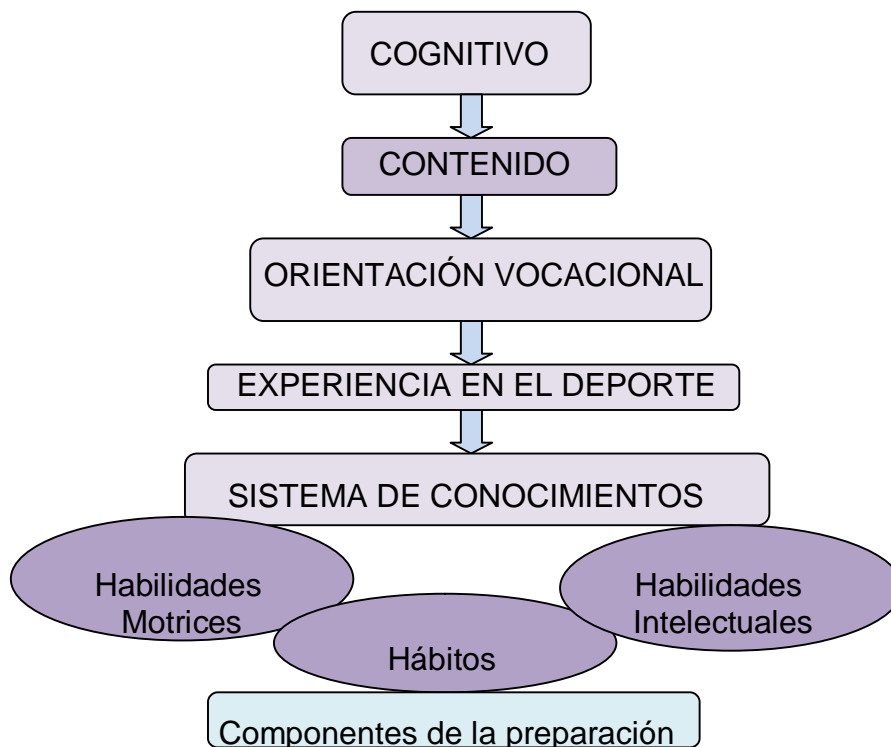 COGNITIVO
CONTENIDO
ORIENTACIÓN VOCACIONAL
EXPERIENCIA EN EL DEPORTE
SISTEMA DE CONOCIMIENTOS
Habilidades
Motrices
Hábitos
Habilidades
Intelectuales
Componentes de la preparación